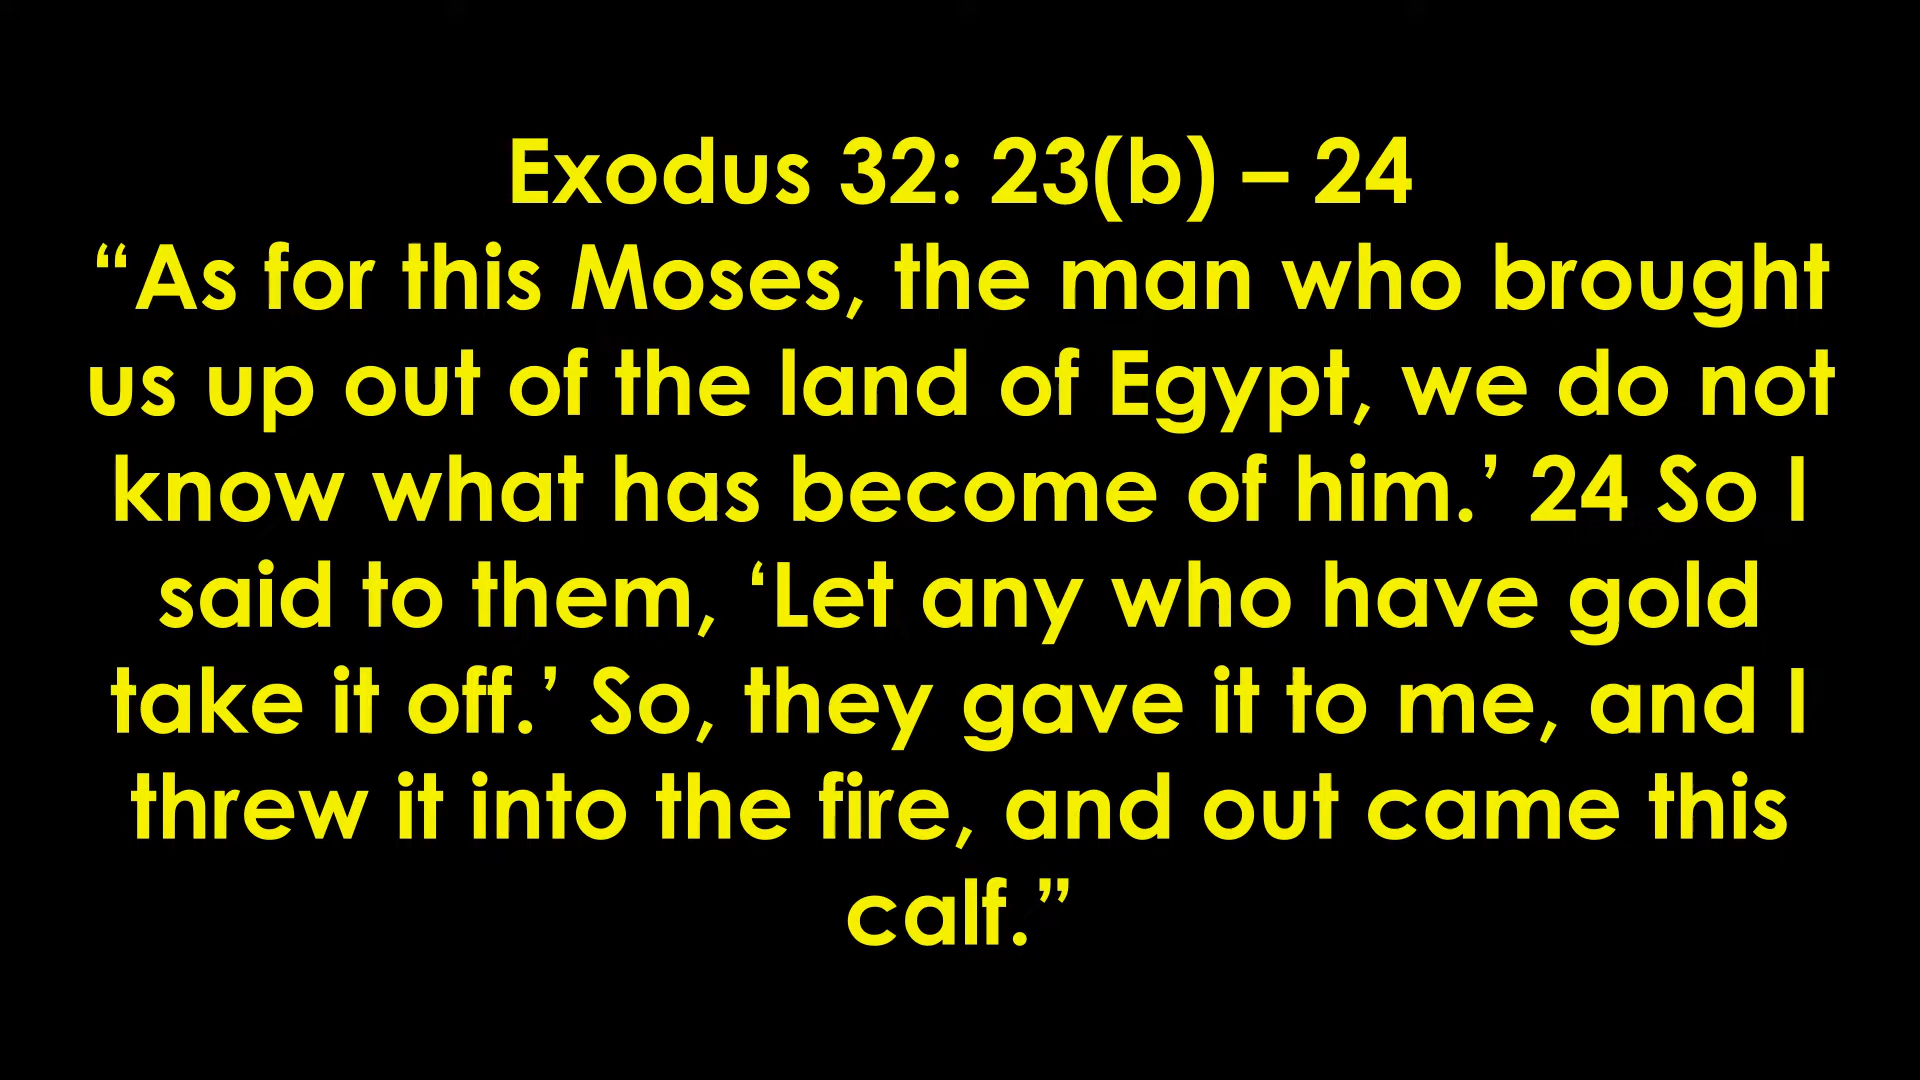 Exodus 32: 23(b) – 24
“As for this Moses, the man who brought
us up out of the land of Egypt, we do not
know what has become of him.’ 24 So I
said to them, ‘Let any who have gold
take it off.’ So, they gave it to me, and I
threw it into the fire, and out came this
calf.”